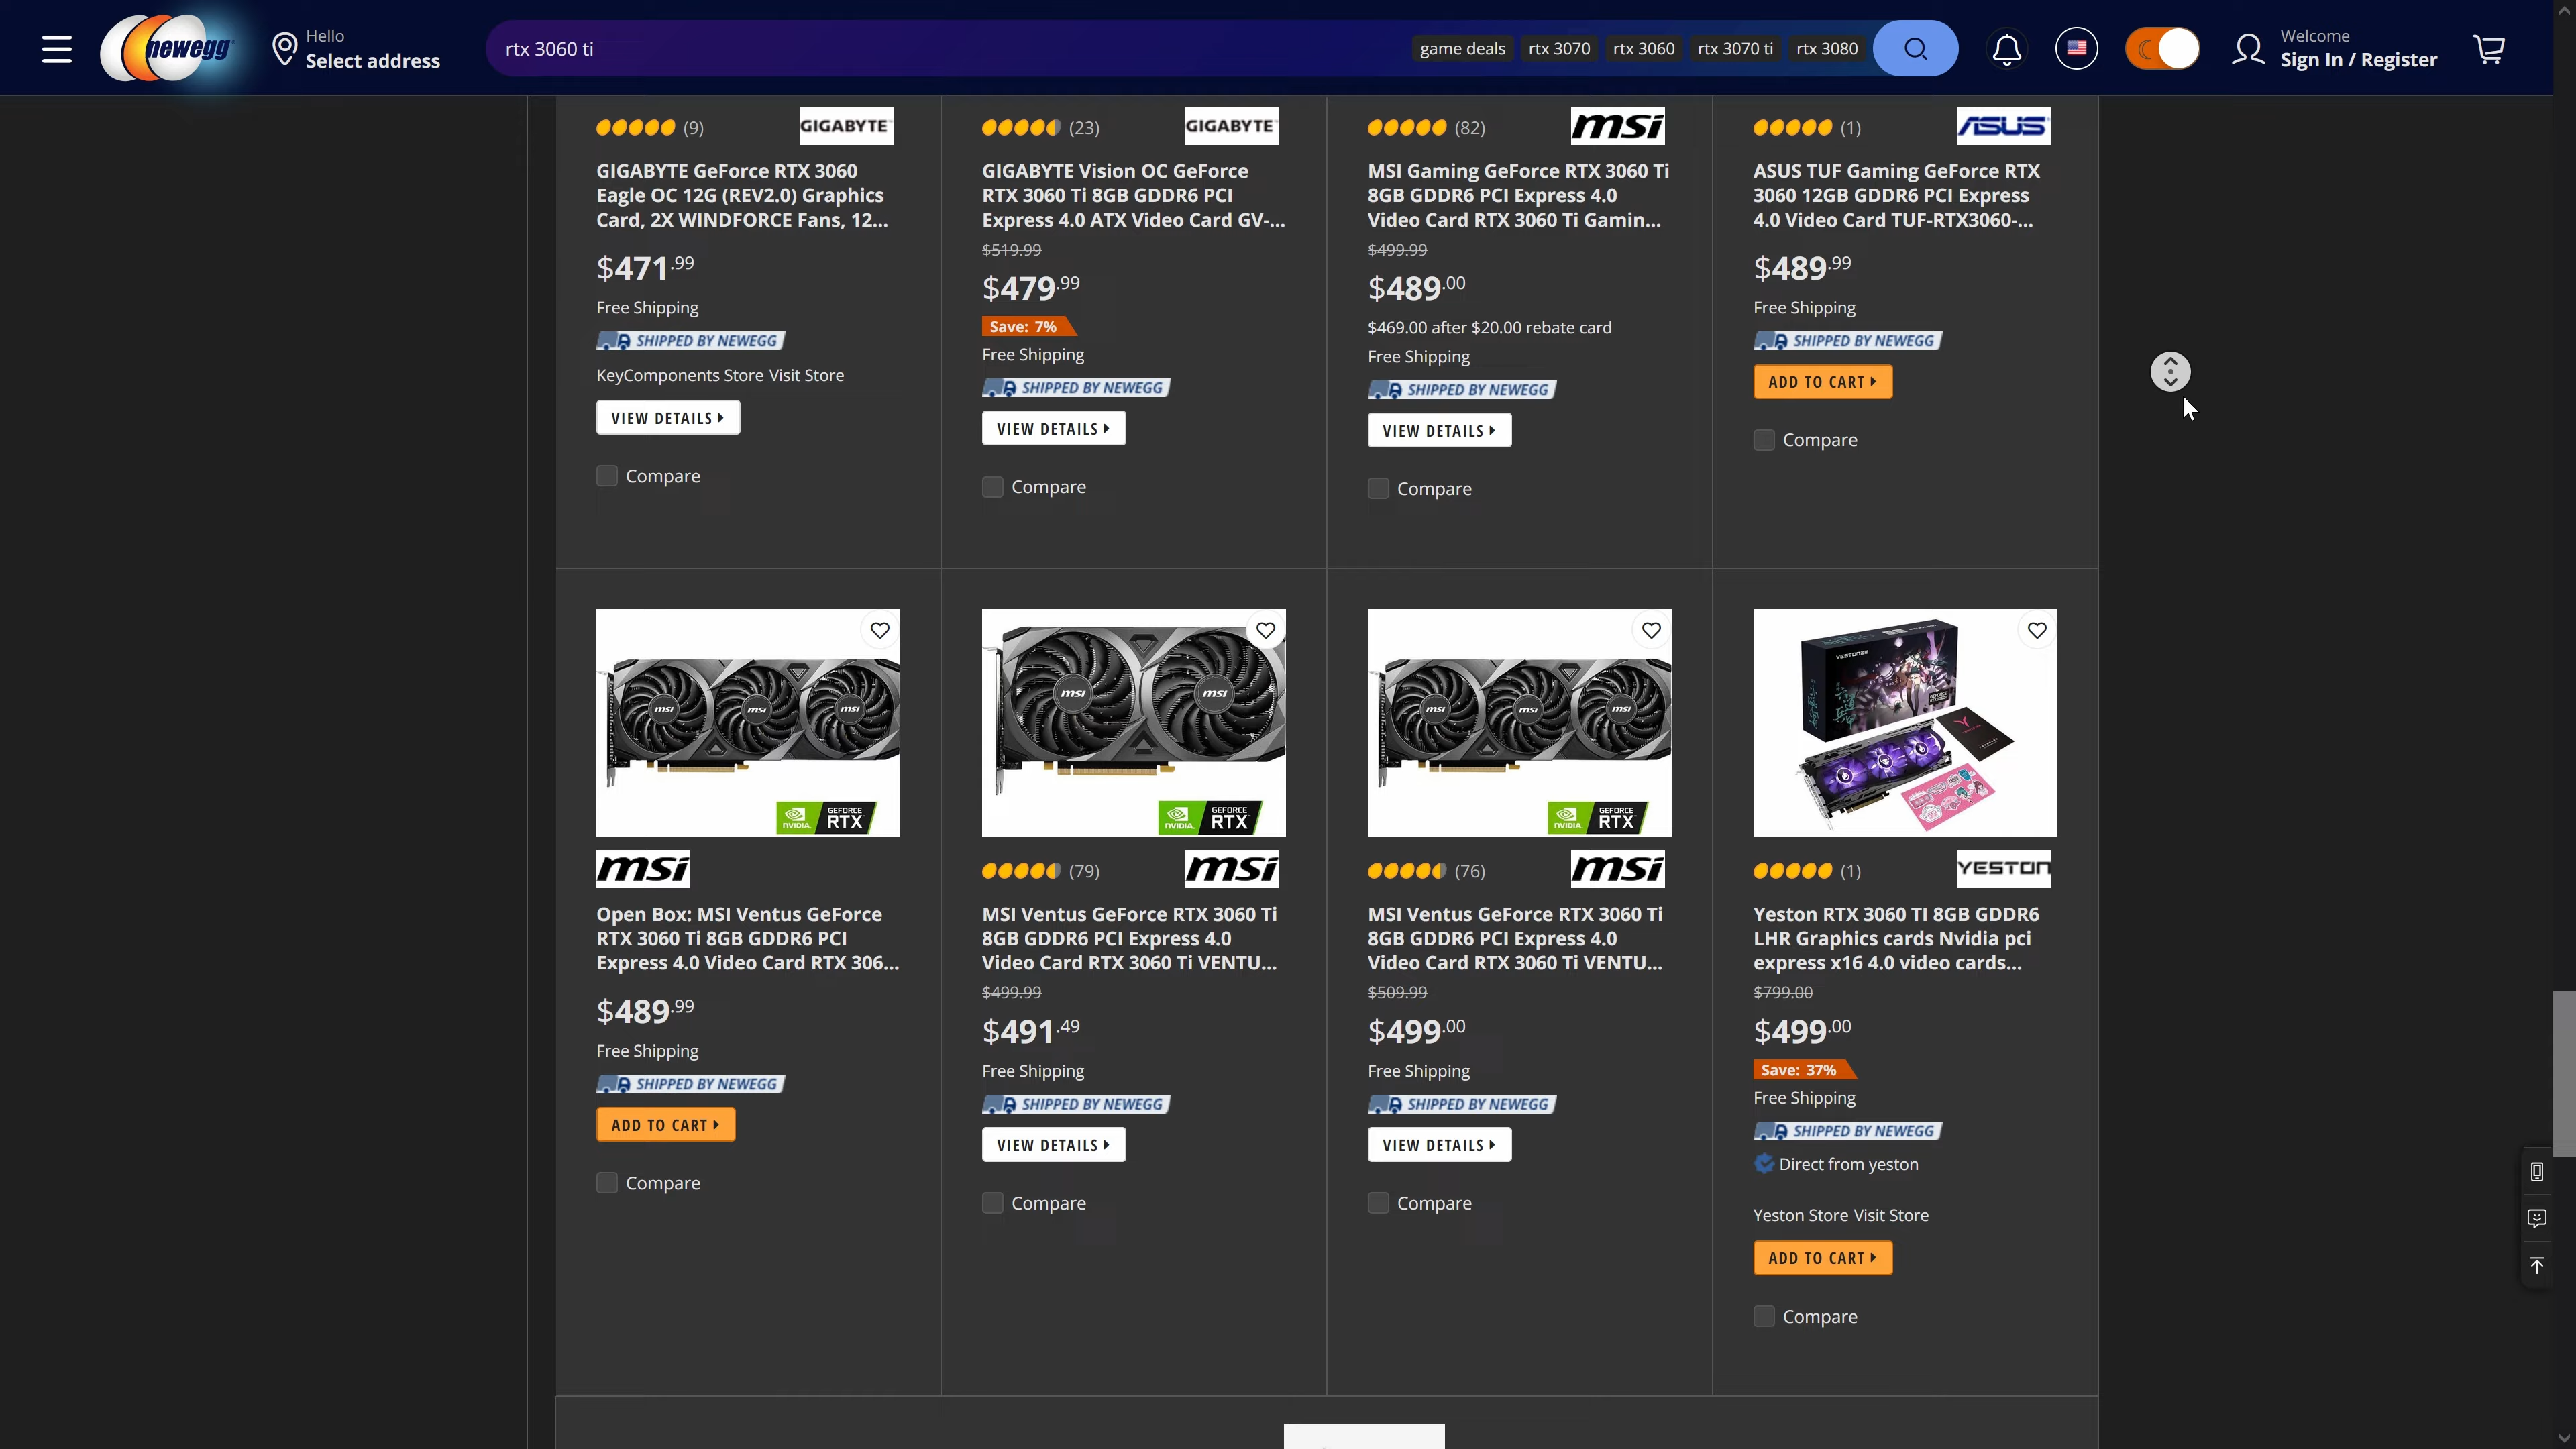 newegg
Hello
Select address
rtx 3060 ti
game deals
rtx 3070
rtx 3060
rtx 3070 ti
rtx 3080
Welcome
Sign In / Register
(9)
GIGABYTE
GIGABYTE GeForce RTX 3060
Eagle OC 12G (REV2.0) Graphics
Card, 2X WINDFORCE Fans, 12...
$471.99
Free Shipping
SHIPPED BY NEWEGG
KeyComponents Store Visit Store
VIEW DETAILS
Compare
(23)
GIGABYTE
GIGABYTE Vision OC GeForce
RTX 3060 Ti 8GB GDDR6 PCI
Express 4.0 ATX Video Card GV-...
$519.99
$479.99
Save: 7%
Free Shipping
SHIPPED BY NEWEGG
VIEW DETAILS
Compare
(82)
msi
MSI Gaming GeForce RTX 3060 Ti
8GB GDDR6 PCI Express 4.0
Video Card RTX 3060 Ti Gamin...
$499.99
$489.00
$469.00 after $20.00 rebate card
Free Shipping
SHIPPED BY NEWEGG
VIEW DETAILS
Compare
(1)
ASUS
ASUS TUF Gaming GeForce RTX
3060 12GB GDDR6 PCI Express
4.0 Video Card TUF-RTX3060-...
$489.99
Free Shipping
SHIPPED BY NEWEGG
ADD TO CART
Compare
msi
msi
msi
NVIDIA.
GEFORCE
RTX
msi
Open Box: MSI Ventus GeForce
RTX 3060 Ti 8GB GDDR6 PCI
Express 4.0 Video Card RTX 306...
$489.99
Free Shipping
SHIPPED BY NEWEGG
ADD TO CART
Compare
msi
msi
NVIDIA.
GEFORCE
RTX
(79)
msi
MSI Ventus GeForce RTX 3060 Ti
8GB GDDR6 PCI Express 4.0
Video Card RTX 3060 Ti VENTU...
$499.99
$491.49
Free Shipping
SHIPPED BY NEWEGG
VIEW DETAILS
Compare
msi
msi
msi
NVIDIA.
GEFORCE
RTX
(76)
msi
MSI Ventus GeForce RTX 3060 Ti
8GB GDDR6 PCI Express 4.0
Video Card RTX 3060 Ti VENTU...
$509.99
$499.00
Free Shipping
SHIPPED BY NEWEGG
VIEW DETAILS
Compare
YESTON
(1)
YESTON
Yeston RTX 3060 TI 8GB GDDR6
LHR Graphics cards Nvidia pci
express x16 4.0 video cards...
$799.00
$499.00
Save: 37%
Free Shipping
SHIPPED BY NEWEGG
Direct from yeston
Yeston Store Visit Store
ADD TO CART
Compare